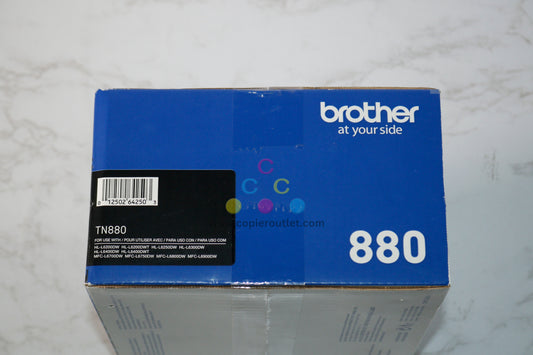 brother
at your side
0 12502 64250 3
TN880
FOR USE WITH / POUR UTILISER AVEC / PARA USO CON / PARA USO COM
HL-L6200DW HL-L6200DWT HL-L6250DW HL-L6300DW
HL-L6400DW HL-L6400DWT
MFC-L6700DW MFC-L6750DW MFC-L6800DW MFC-L6900DW
880
C
C C
www.copieroutlet.com